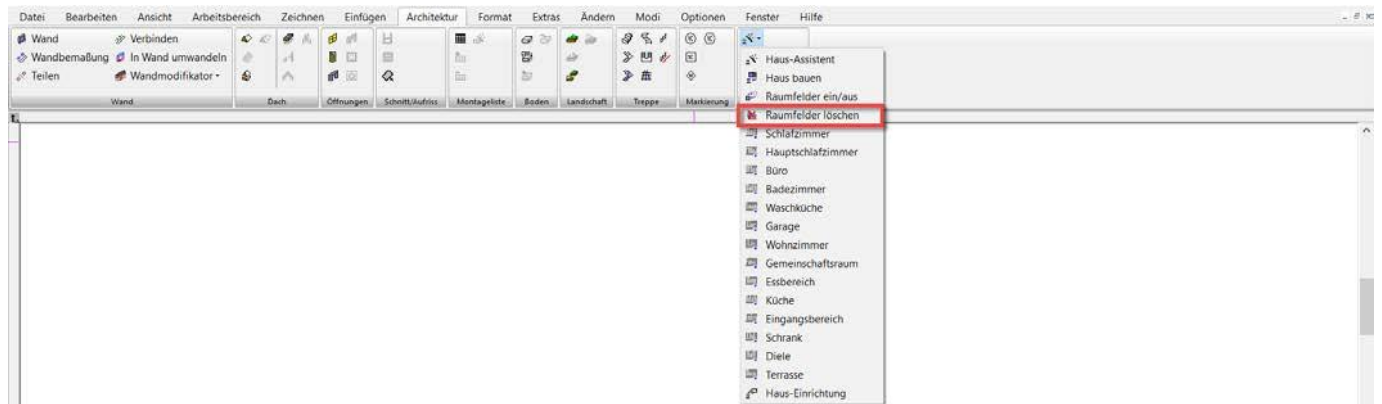 Datei Bearbeiten Ansicht Arbeitsbereich Zeichnen Einfügen Architektur Format Extras Ändern Modi Optionen Fenster Hilfe
Wand Verbinden
Wandbemaßung In Wand umwandeln
Teilen Wandmodifikator
Wand Dach Öffnungen Schnitt/Aufriss Montageliste Boden Landschaft Treppe Markierung
Haus-Assistent
Haus bauen
Raumfelder ein/aus
Raumfelder löschen
Schlafzimmer
Hauptschlafzimmer
Büro
Badezimmer
Waschküche
Garage
Wohnzimmer
Gemeinschaftsraum
Essbereich
Küche
Eingangsbereich
Schrank
Diele
Terrasse
Haus-Einrichtung